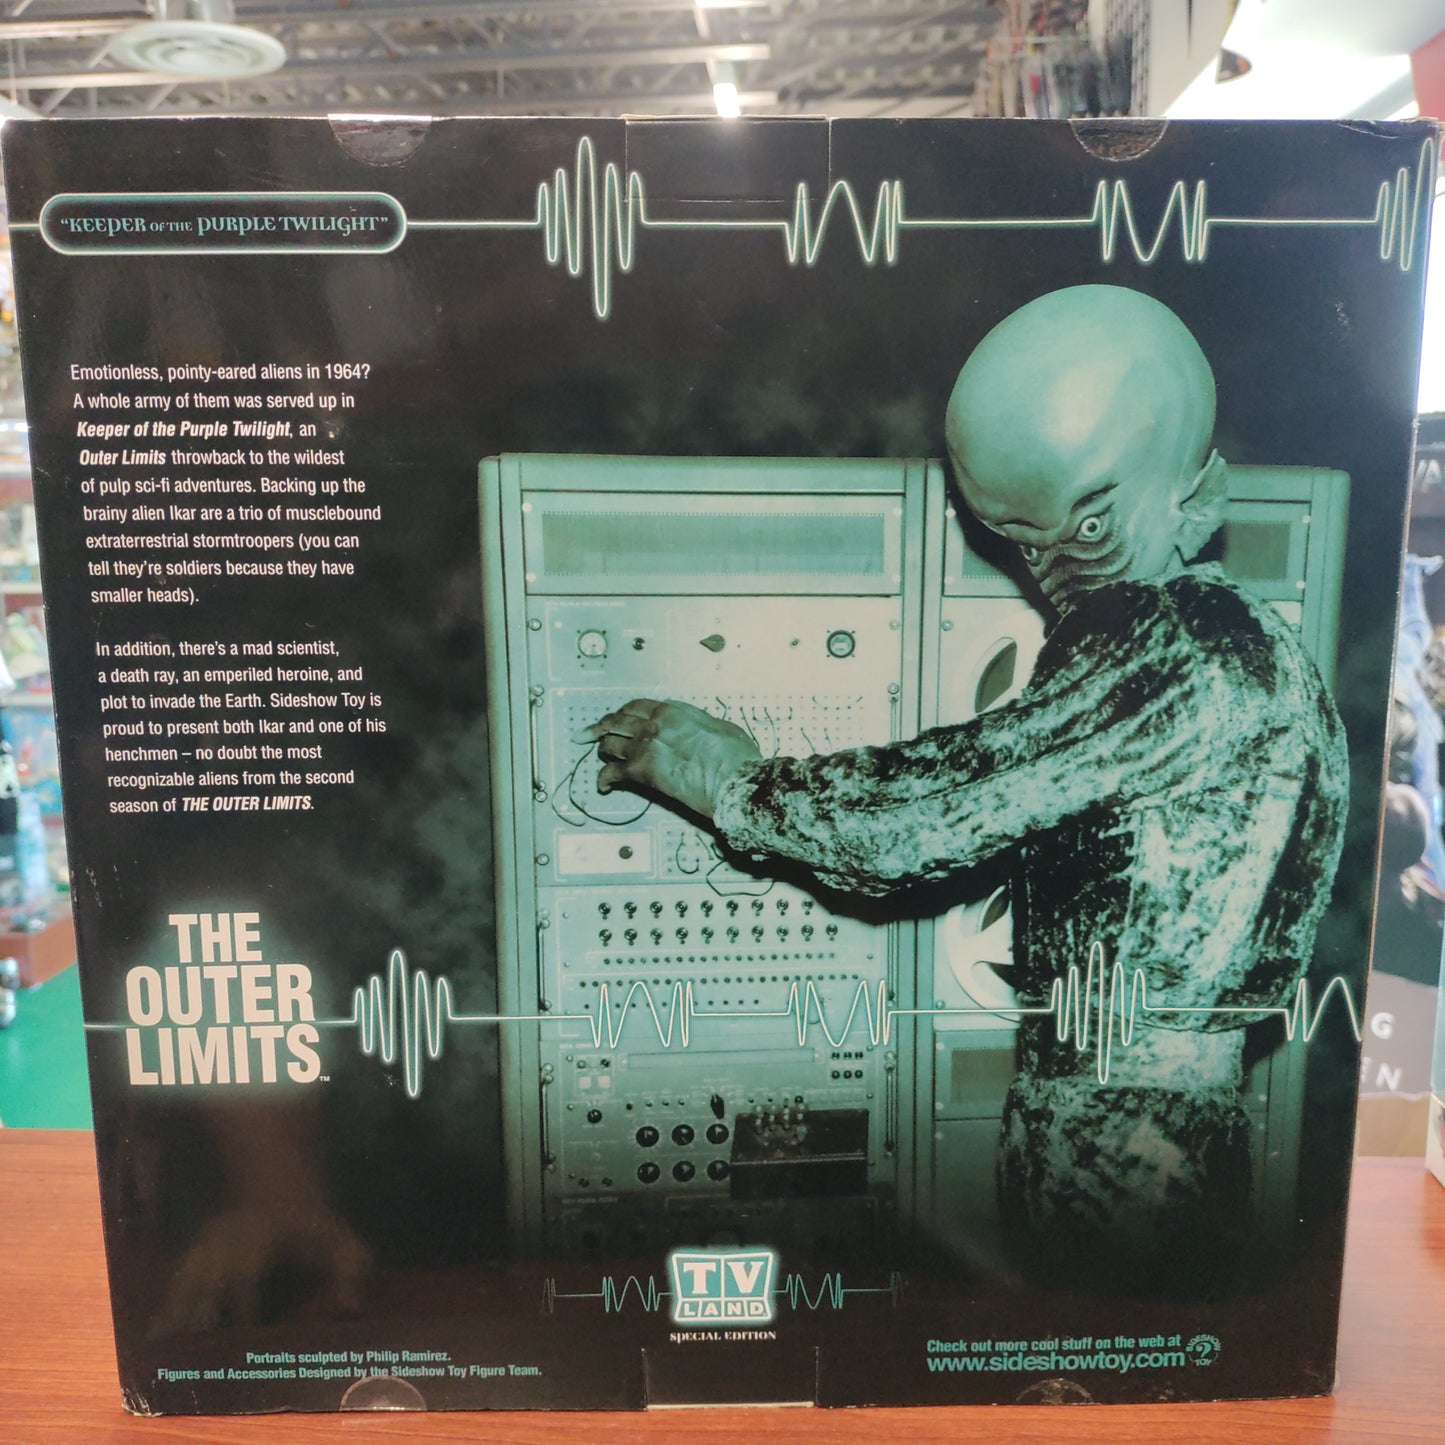 "KEEPER OF THE PURPLE TWILIGHT"
Emotionless, pointy-eared aliens in 1964?
A whole army of them was served up in
Keeper of the Purple Twilight, an
Outer Limits throwback to the wildest
of pulp sci-fi adventures. Backing up the
brainy alien Ikar are a trio of musclebound
extraterrestrial stormtroopers (you can
tell they're soldiers because they have
smaller heads).
In addition, there's a mad scientist,
a death ray, an emperiled heroine, and
plot to invade the Earth. Sideshow Toy is
proud to present both Ikar and one of his
henchmen – no doubt the most
recognizable aliens from the second
season of THE OUTER LIMITS.
THE
OUTER
LIMITS™
TV
LAND
SPECIAL EDITION
Portraits sculpted by Philip Ramirez.
Figures and Accessories Designed by the Sideshow Toy Figure Team.
Check out more cool stuff on the web at
www.sideshowtoy.com
SIDESHOW
?
TOY
G
EN